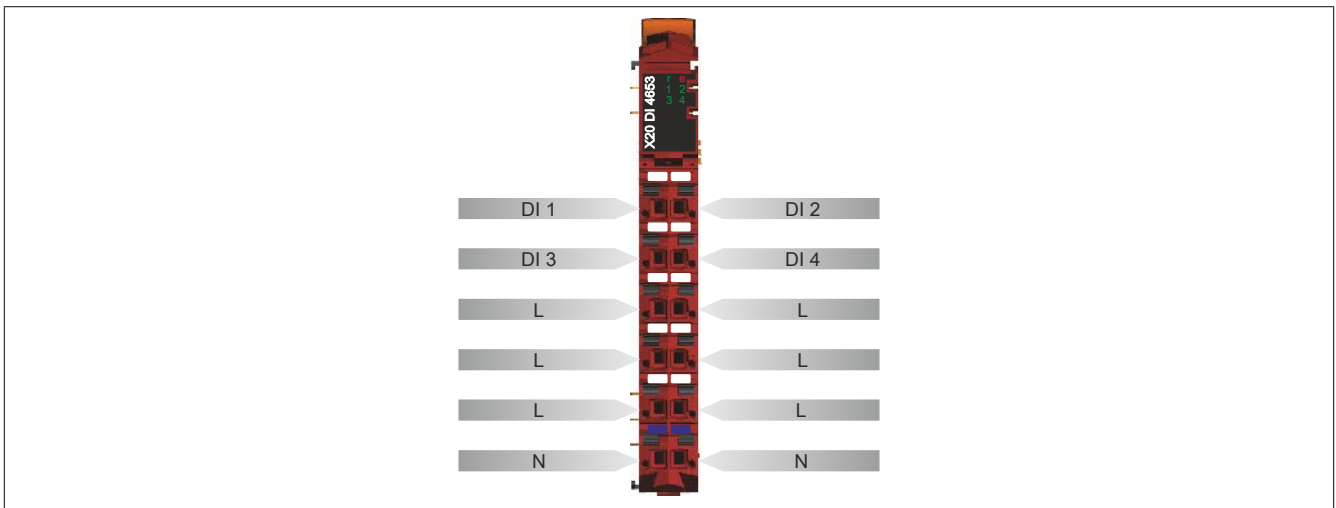 X20 DI 4653
r e
1 2
3 4
DI 1 DI 2
DI 3 DI 4
L L
L L
L L
N N